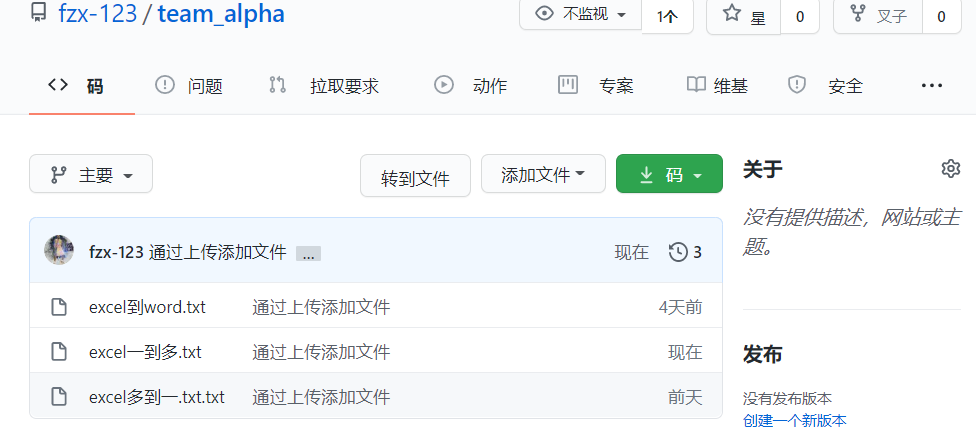 fzx-123 / team_alpha
不监视 1个 星 0 叉子 0
码 问题 拉取要求 动作 专案 维基 安全 ...
主要 转到文件 添加文件 码
fzx-123 通过上传添加文件 ... 现在 3
excel到word.txt 通过上传添加文件 4天前
excel一到多.txt 通过上传添加文件 现在
excel多到一.txt.txt 通过上传添加文件 前天
关于
没有提供描述，网站或主
题。
发布
没有发布版本
创建一个新版本